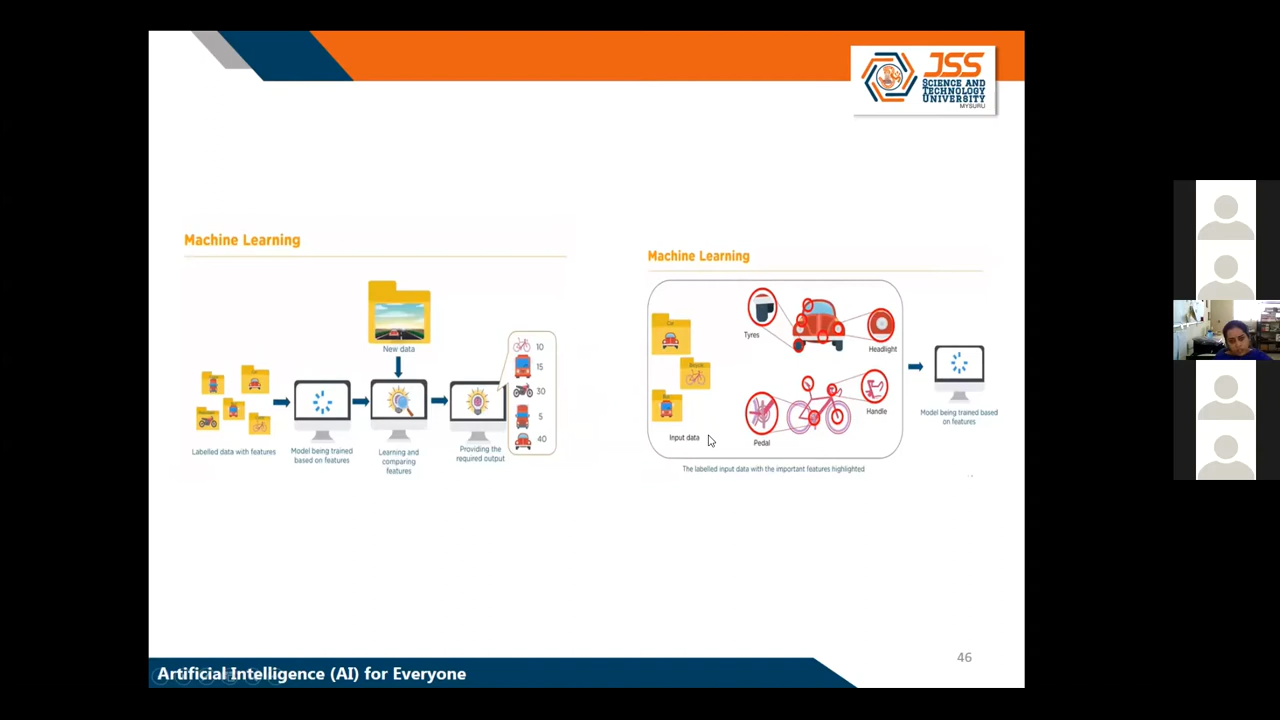 JSS
SCIENCE AND
TECHNOLOGY
UNIVERSITY
MYSURU
Machine Learning
New data
10
15
30
5
40
Labelled data with features
Model being trained
based on features
Learning and
comparing
features
Providing the
required output
Machine Learning
Car
Tyres
Headlight
Handle
Pedal
Input data
Model being trained based
on features
The labelled input data with the important features highlighted
46
Artificial Intelligence (AI) for Everyone